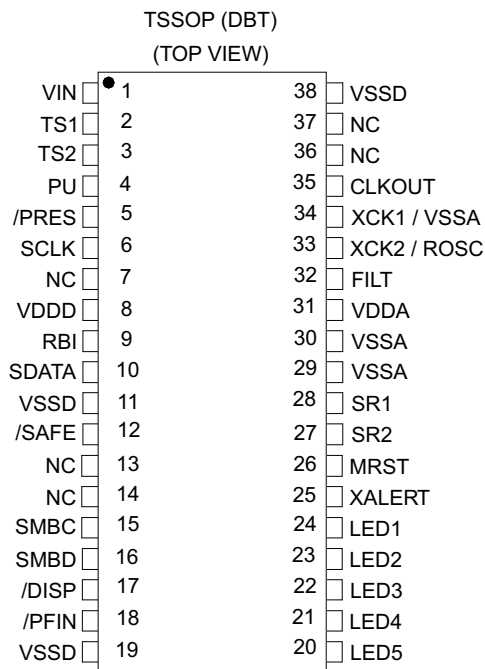 TSSOP (DBT)
(TOP VIEW)
VIN 1 38 VSSD
TS1 2 37 NC
TS2 3 36 NC
PU 4 35 CLKOUT
/PRES 5 34 XCK1 / VSSA
SCLK 6 33 XCK2 / ROSC
NC 7 32 FILT
VDDD 8 31 VDDA
RBI 9 30 VSSA
SDATA 10 29 VSSA
VSSD 11 28 SR1
/SAFE 12 27 SR2
NC 13 26 MRST
NC 14 25 XALERT
SMBC 15 24 LED1
SMBD 16 23 LED2
/DISP 17 22 LED3
/PFIN 18 21 LED4
VSSD 19 20 LED5